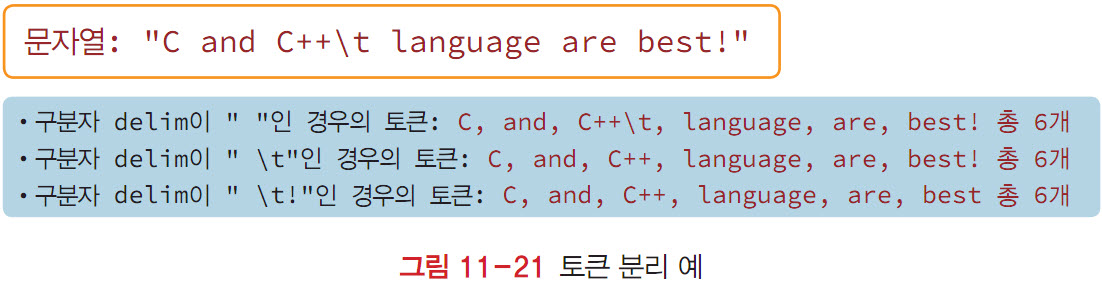 문자열: "C and C++\t language are best!"
• 구분자 delim이 " "인 경우의 토큰: C, and, C++\t, language, are, best! 총 6개
• 구분자 delim이 " \t"인 경우의 토큰: C, and, C++, language, are, best! 총 6개
• 구분자 delim이 " \t!"인 경우의 토큰: C, and, C++, language, are, best 총 6개
그림 11-21 토큰 분리 예